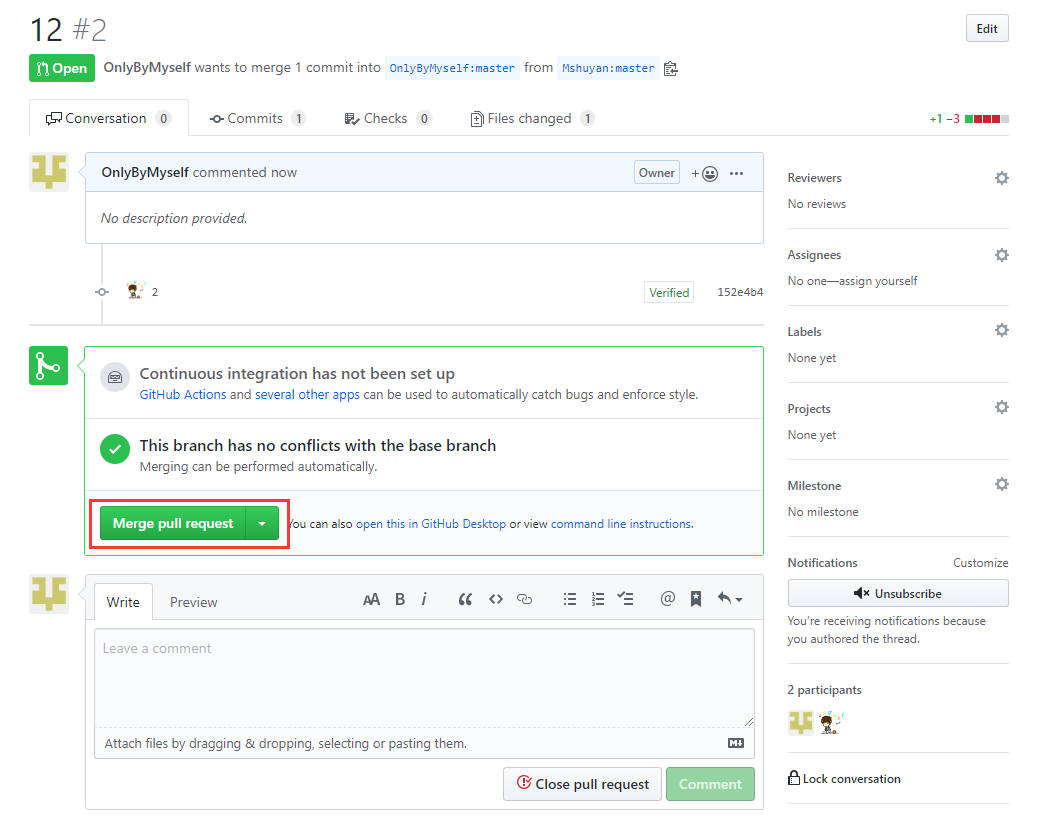 12 #2
Edit
Open OnlyByMyself wants to merge 1 commit into OnlyByMyself:master from Mshuyan:master
Conversation 0
Commits 1
Checks 0
Files changed 1
+1 −3
OnlyByMyself commented now
Owner
No description provided.
2
Verified
152e4b4
Continuous integration has not been set up
GitHub Actions and several other apps can be used to automatically catch bugs and enforce style.
This branch has no conflicts with the base branch
Merging can be performed automatically.
Merge pull request
You can also open this in GitHub Desktop or view command line instructions.
Write
Preview
Leave a comment
Attach files by dragging & dropping, selecting or pasting them.
Close pull request
Comment
Reviewers
No reviews
Assignees
No one—assign yourself
Labels
None yet
Projects
None yet
Milestone
No milestone
Notifications
Customize
Unsubscribe
You're receiving notifications because
you authored the thread.
2 participants
Lock conversation